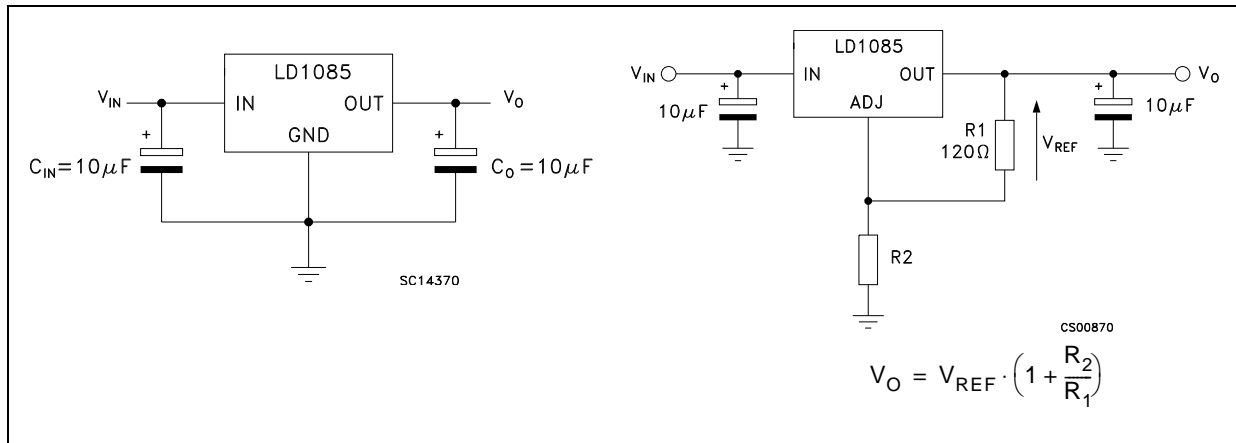 LD1085
V_IN
IN
OUT
V_O
GND
+
+
C_IN=10μF
C_O=10μF
SC14370
LD1085
V_IN
IN
OUT
V_O
ADJ
+
10μF
R1
120Ω
V_REF
+
10μF
R2
CS00870
V_O = V_REF · (1 + R_2/R_1)